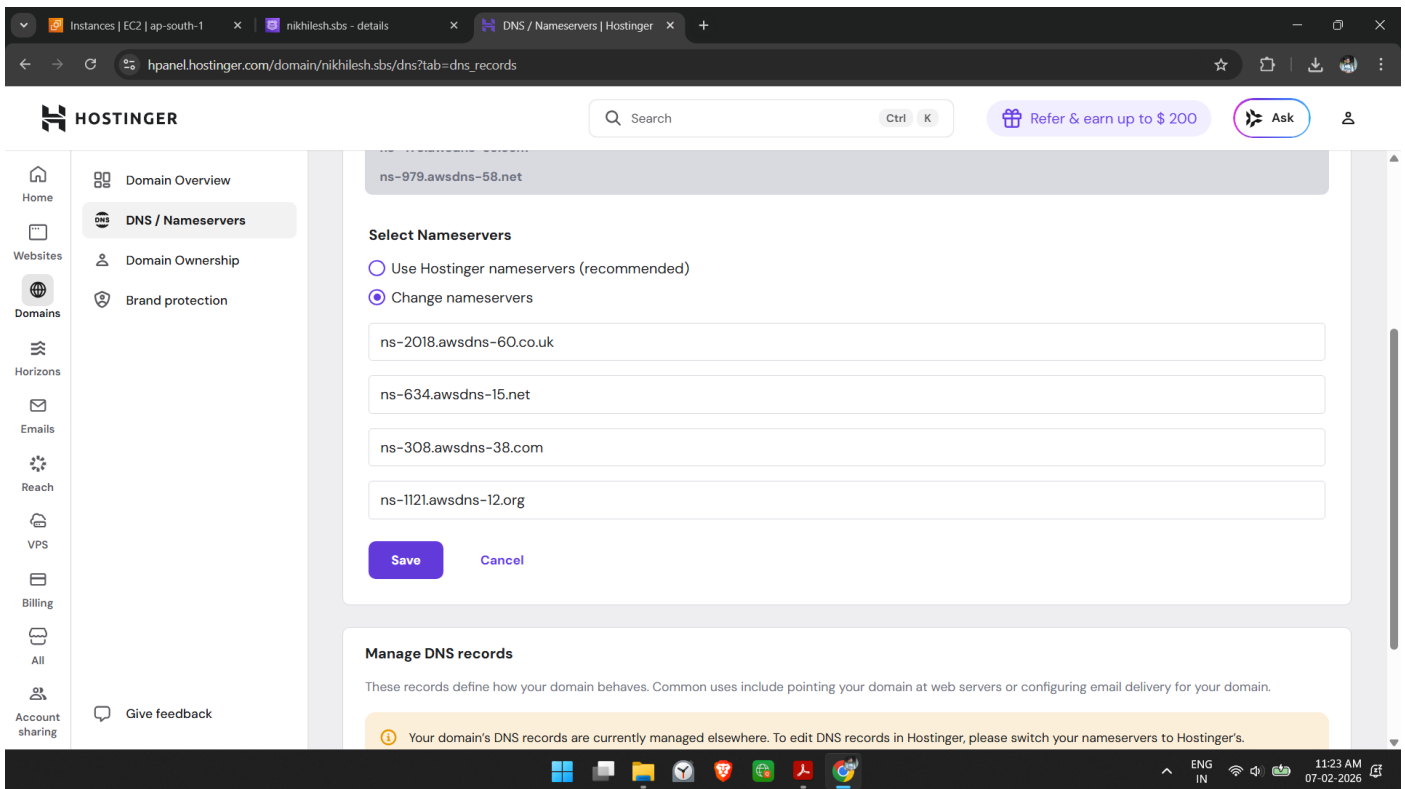 Instances | EC2 | ap-south-1
nikhilesh.sbs - details
DNS / Nameservers | Hostinger
hpanel.hostinger.com/domain/nikhilesh.sbs/dns?tab=dns_records
HOSTINGER
Search
Ctrl K
Refer & earn up to $ 200
Ask
Home
Websites
Domains
Horizons
Emails
Reach
VPS
Billing
All
Account
sharing
Domain Overview
DNS / Nameservers
Domain Ownership
Brand protection
Give feedback
ns-979.awsdns-58.net
Select Nameservers
Use Hostinger nameservers (recommended)
Change nameservers
ns-2018.awsdns-60.co.uk
ns-634.awsdns-15.net
ns-308.awsdns-38.com
ns-1121.awsdns-12.org
Save
Cancel
Manage DNS records
These records define how your domain behaves. Common uses include pointing your domain at web servers or configuring email delivery for your domain.
Your domain's DNS records are currently managed elsewhere. To edit DNS records in Hostinger, please switch your nameservers to Hostinger's.
ENG
IN
11:23 AM
07-02-2026